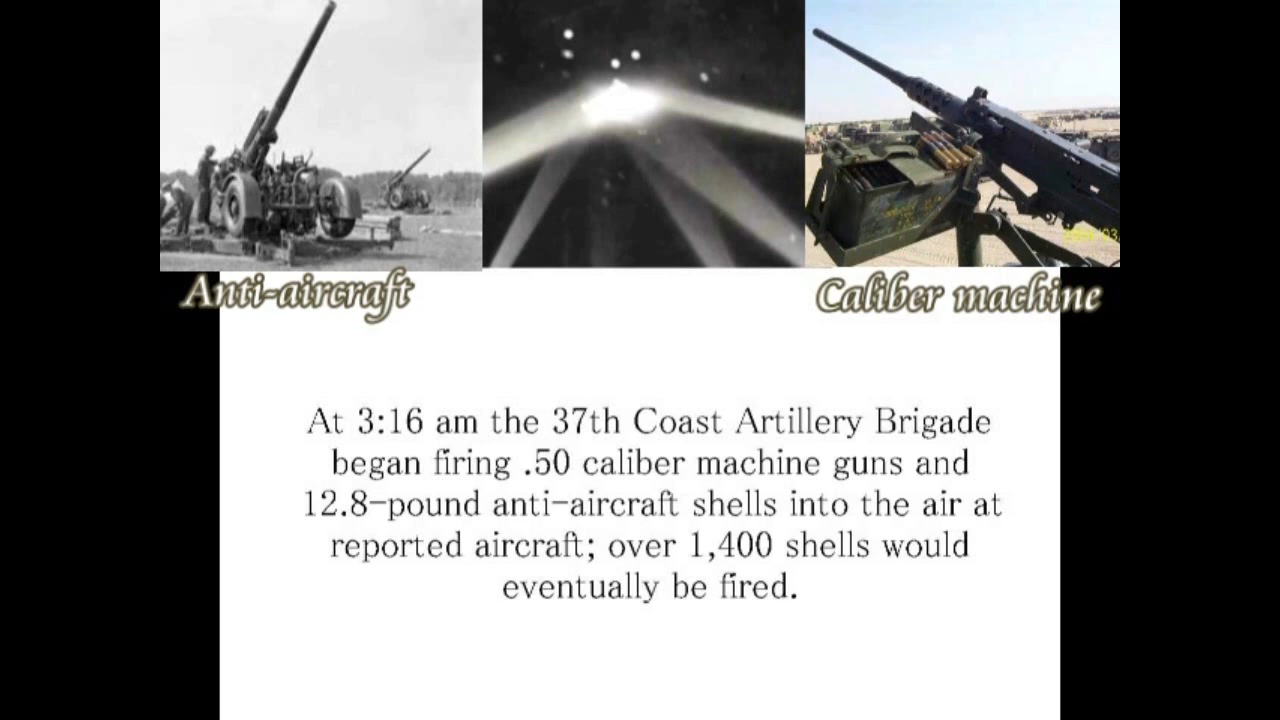 Anti-aircraft
Caliber machine
At 3:16 am the 37th Coast Artillery Brigade
began firing .50 caliber machine guns and
12.8-pound anti-aircraft shells into the air at
reported aircraft; over 1,400 shells would
eventually be fired.